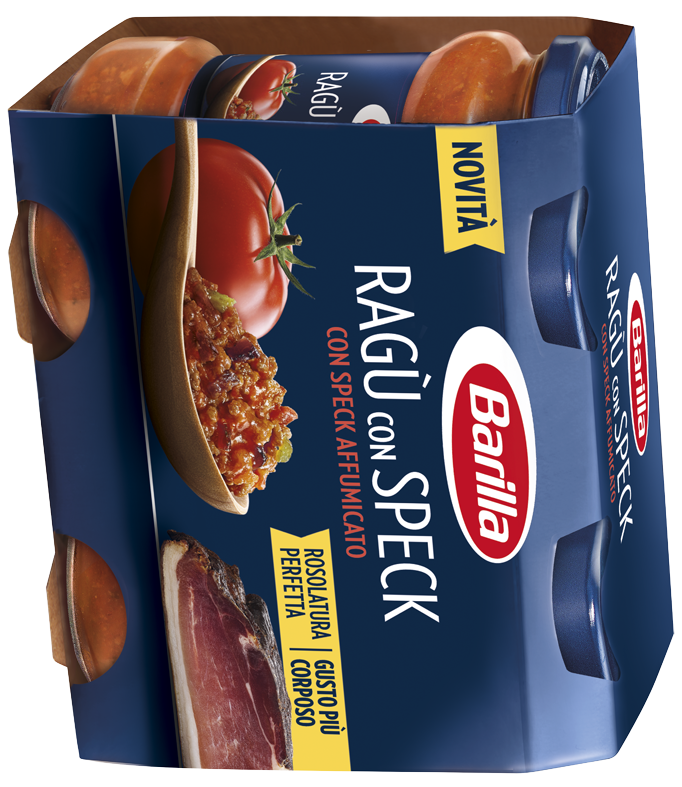 NOVITÀ
Barilla
RAGÙ CON SPECK
CON SPECK AFFUMICATO
ROSOLATURA PERFETTA | GUSTO PIÙ CORPOSO
Barilla
RAGÙ CON SPECK
CON SPECK AFFUMICATO
RAGÙ